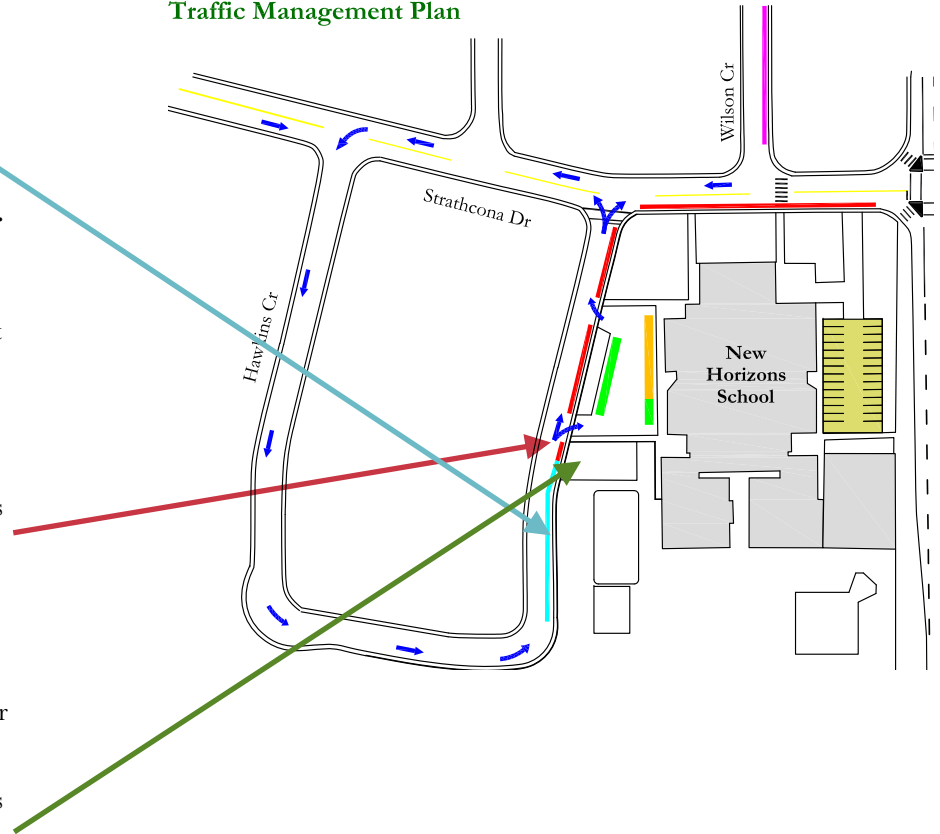 Traffic Management Plan
Wilson Cr
Strathcona Dr
Hawkins Cr
t
New
Horizons
School
s
r
s